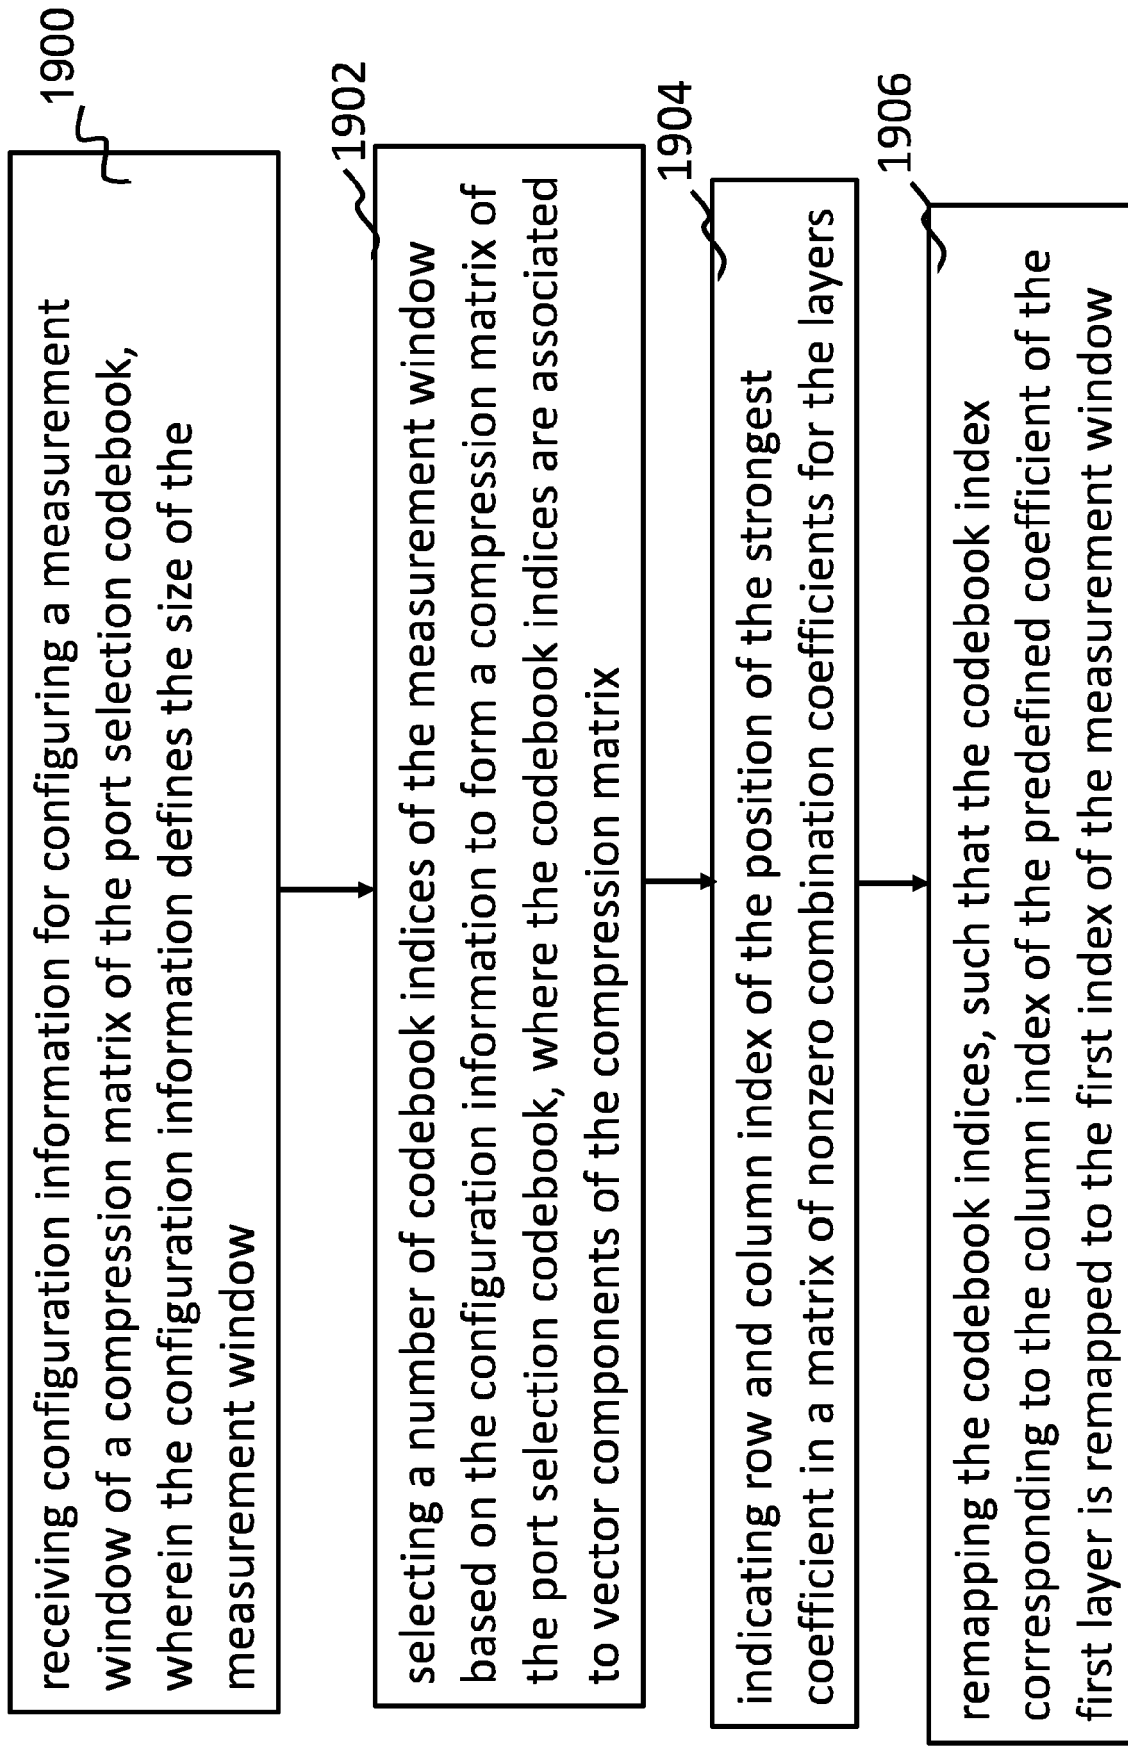 1900
receiving configuration information for configuring a measurement
window of a compression matrix of the port selection codebook,
wherein the configuration information defines the size of the
measurement window
1902
selecting a number of codebook indices of the measurement window
based on the configuration information to form a compression matrix of
the port selection codebook, where the codebook indices are associated
to vector components of the compression matrix
1904
indicating row and column index of the position of the strongest
coefficient in a matrix of nonzero combination coefficients for the layers
1906
remapping the codebook indices, such that the codebook index
corresponding to the column index of the predefined coefficient of the
first layer is remapped to the first index of the measurement window